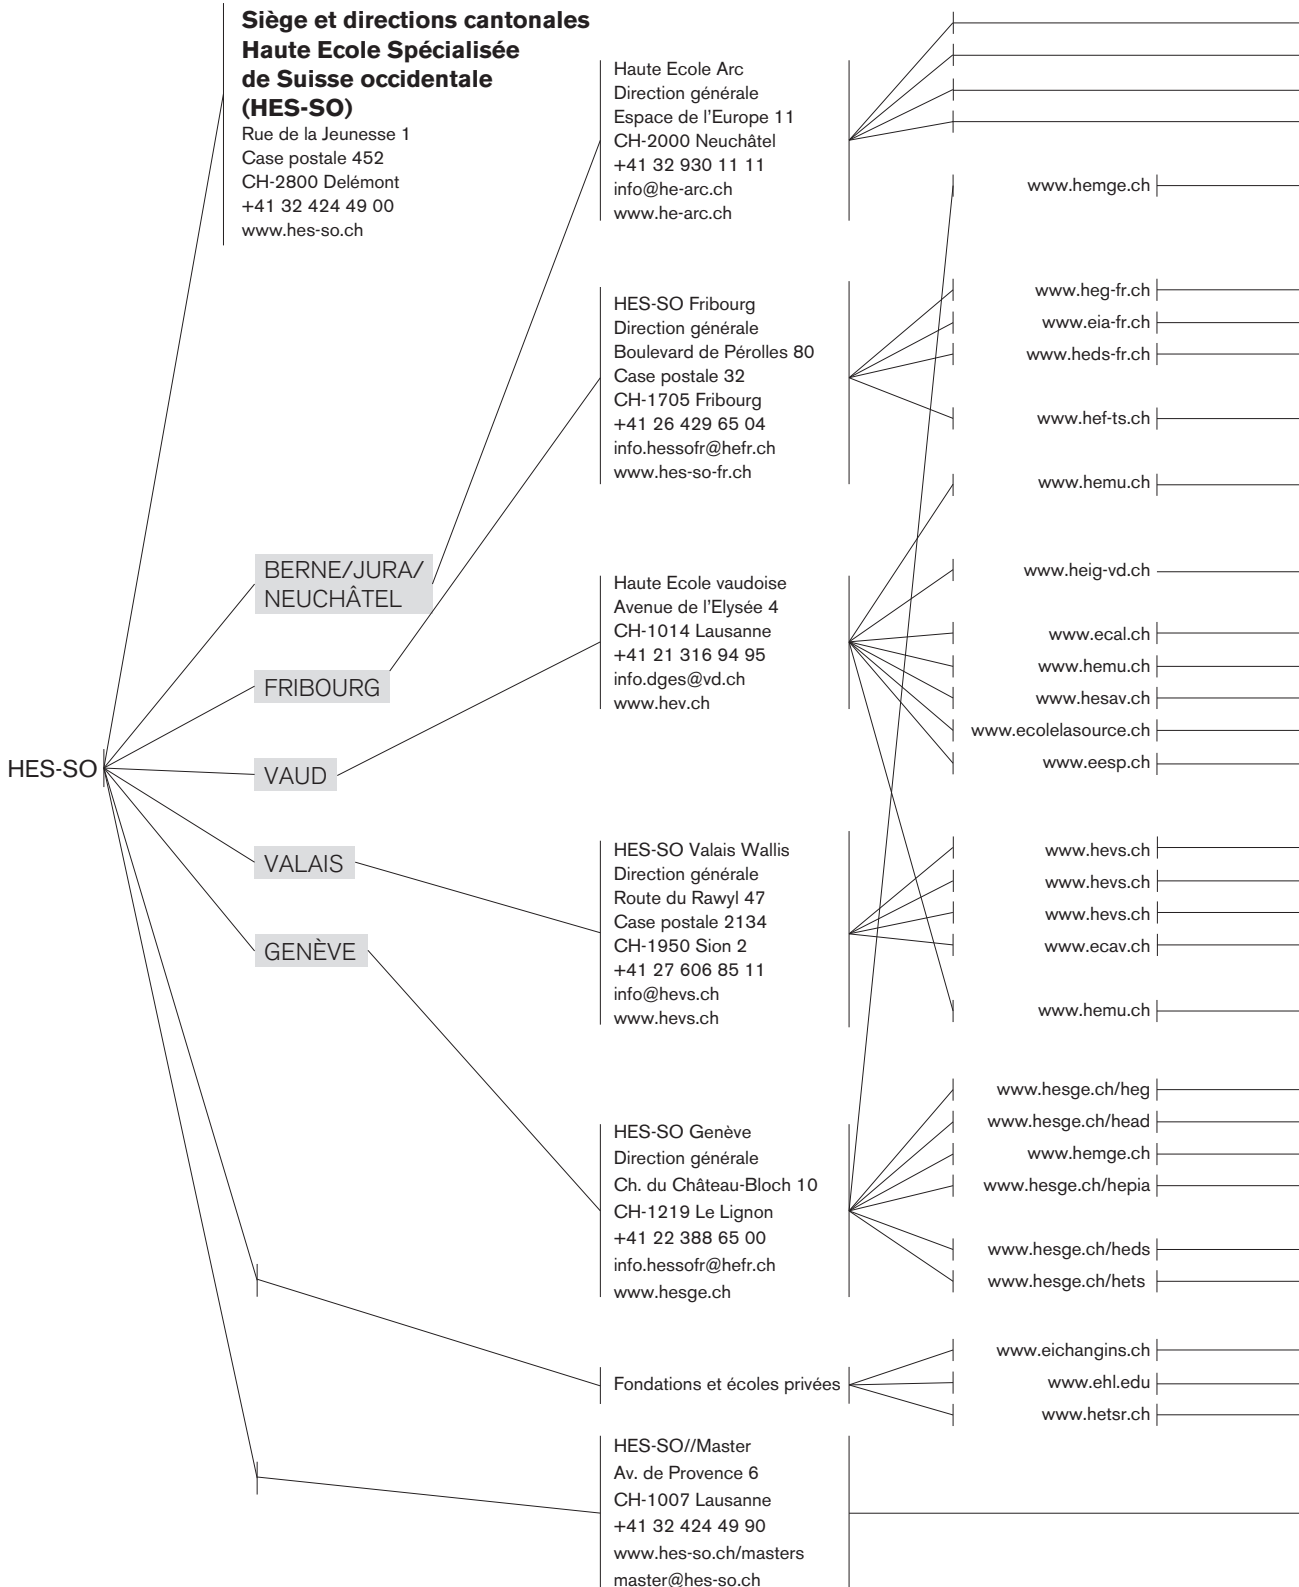 Siège et directions cantonales
Haute Ecole Spécialisée
de Suisse occidentale
(HES-SO)
Rue de la Jeunesse 1
Case postale 452
CH-2800 Delémont
+41 32 424 49 00
www.hes-so.ch
HES-SO
BERNE/JURA/
NEUCHÂTEL
FRIBOURG
VAUD
VALAIS
GENÈVE
Haute Ecole Arc
Direction générale
Espace de l'Europe 11
CH-2000 Neuchâtel
+41 32 930 11 11
info@he-arc.ch
www.he-arc.ch
HES-SO Fribourg
Direction générale
Boulevard de Pérolles 80
Case postale 32
CH-1705 Fribourg
+41 26 429 65 04
info.hessofr@hefr.ch
www.hes-so-fr.ch
Haute Ecole vaudoise
Avenue de l'Elysée 4
CH-1014 Lausanne
+41 21 316 94 95
info.dges@vd.ch
www.hev.ch
HES-SO Valais Wallis
Direction générale
Route du Rawyl 47
Case postale 2134
CH-1950 Sion 2
+41 27 606 85 11
info@hevs.ch
www.hevs.ch
HES-SO Genève
Direction générale
Ch. du Château-Bloch 10
CH-1219 Le Lignon
+41 22 388 65 00
info.hessofr@hefr.ch
www.hesge.ch
Fondations et écoles privées
HES-SO//Master
Av. de Provence 6
CH-1007 Lausanne
+41 32 424 49 90
www.hes-so.ch/masters
master@hes-so.ch
www.hemge.ch
www.heg-fr.ch
www.eia-fr.ch
www.heds-fr.ch
www.hef-ts.ch
www.hemu.ch
www.heig-vd.ch
www.ecal.ch
www.hemu.ch
www.hesav.ch
www.ecolelasource.ch
www.eesp.ch
www.hevs.ch
www.hevs.ch
www.hevs.ch
www.ecav.ch
www.hemu.ch
www.hesge.ch/heg
www.hesge.ch/head
www.hemge.ch
www.hesge.ch/hepia
www.hesge.ch/heds
www.hesge.ch/hets
www.eichangins.ch
www.ehl.edu
www.hetsr.ch